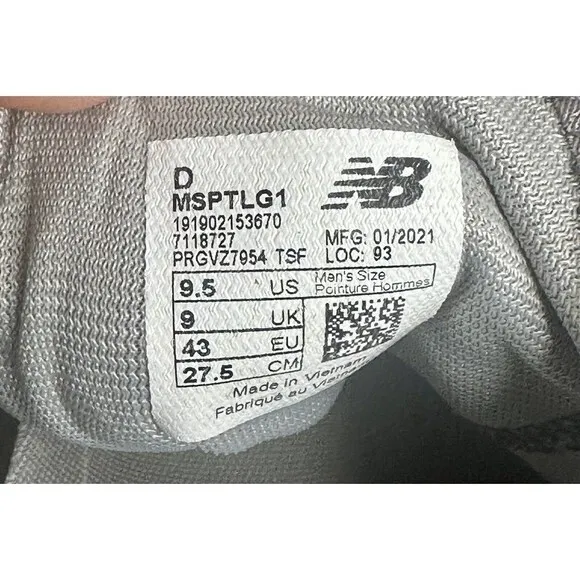 D
MSPTLG1
NB
191902153670
7118727
PRGVZ7954 TSF
MFG: 01/2021
LOC: 93
9.5 US
Men's Size
Pointure Hommes
9 UK
43 EU
27.5 CM
Made in Vietnam
Fabriqué au Vietnam